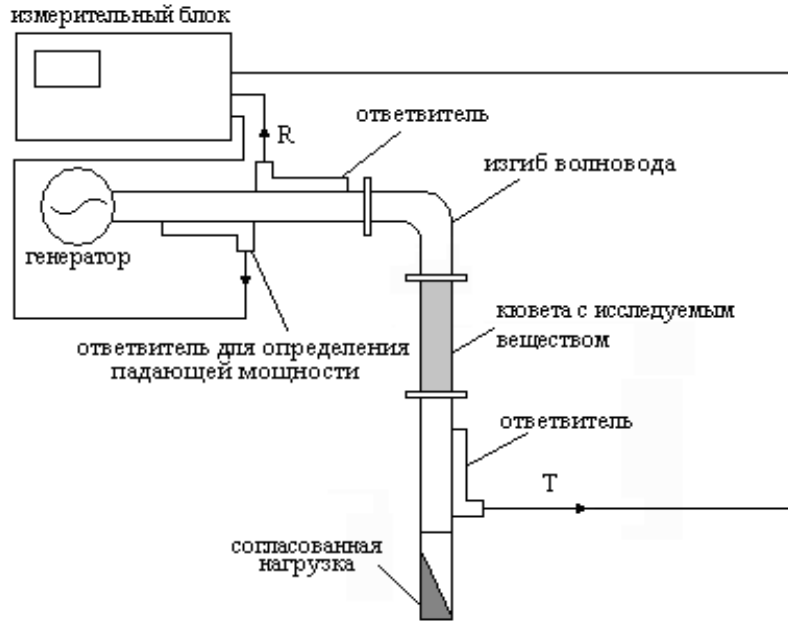 измерительный блок
ответвитель
R
изгиб волновода
генератор
кювета с исследуемым
веществом
ответвитель для определения
падающей мощности
ответвитель
T
согласованная
нагрузка